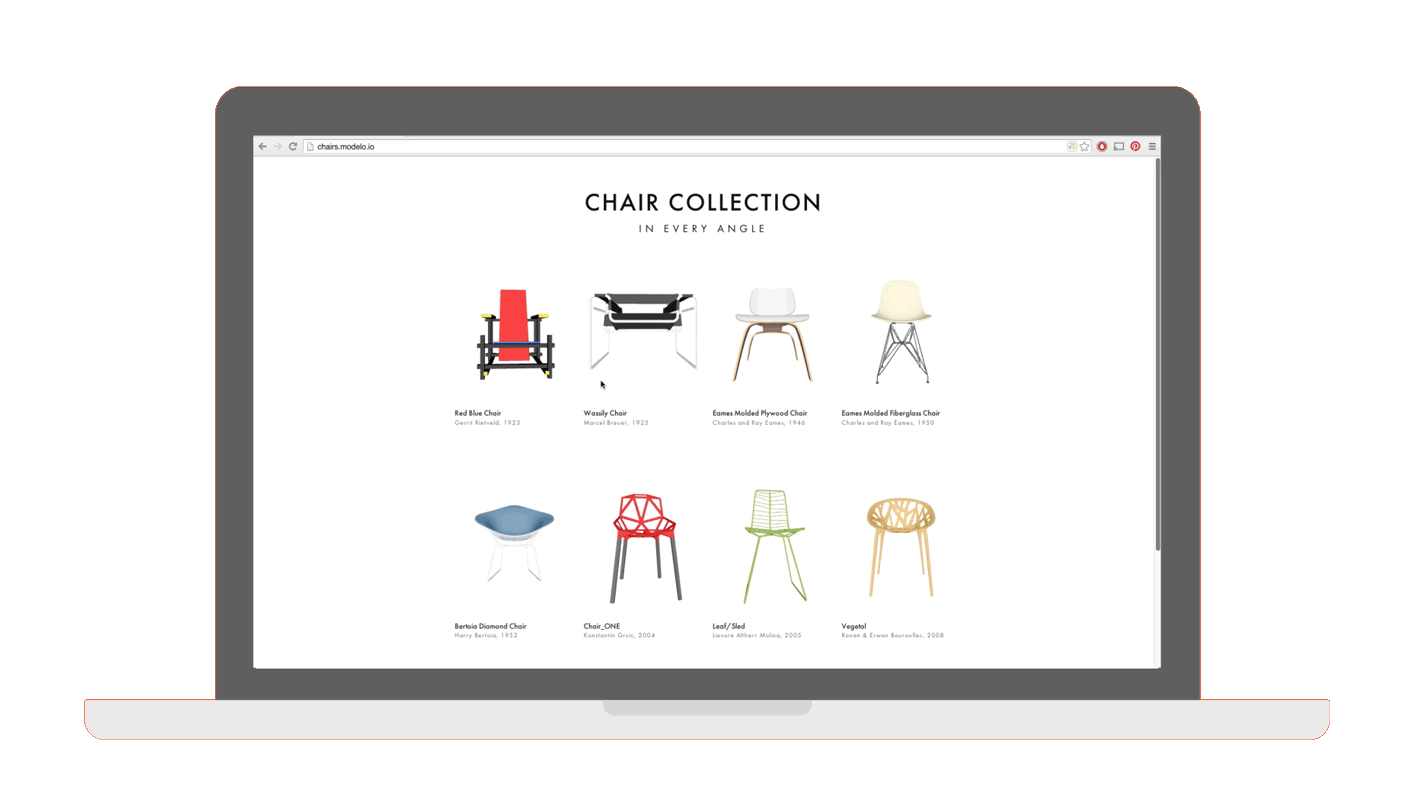 chairs.modelo.io
CHAIR COLLECTION
IN EVERY ANGLE
Red Blue Chair
Gerrit Rietveld, 1923
Wassily Chair
Marcel Breuer, 1925
Eames Molded Plywood Chair
Charles and Ray Eames, 1946
Eames Molded Fiberglass Chair
Charles and Ray Eames, 1950
Bertoia Diamond Chair
Harry Bertoia, 1952
Chair_ONE
Konstantin Grcic, 2004
Leaf/Sled
Lievore Altherr Molina, 2005
Vegetal
Ronan & Erwan Bouroullec, 2008